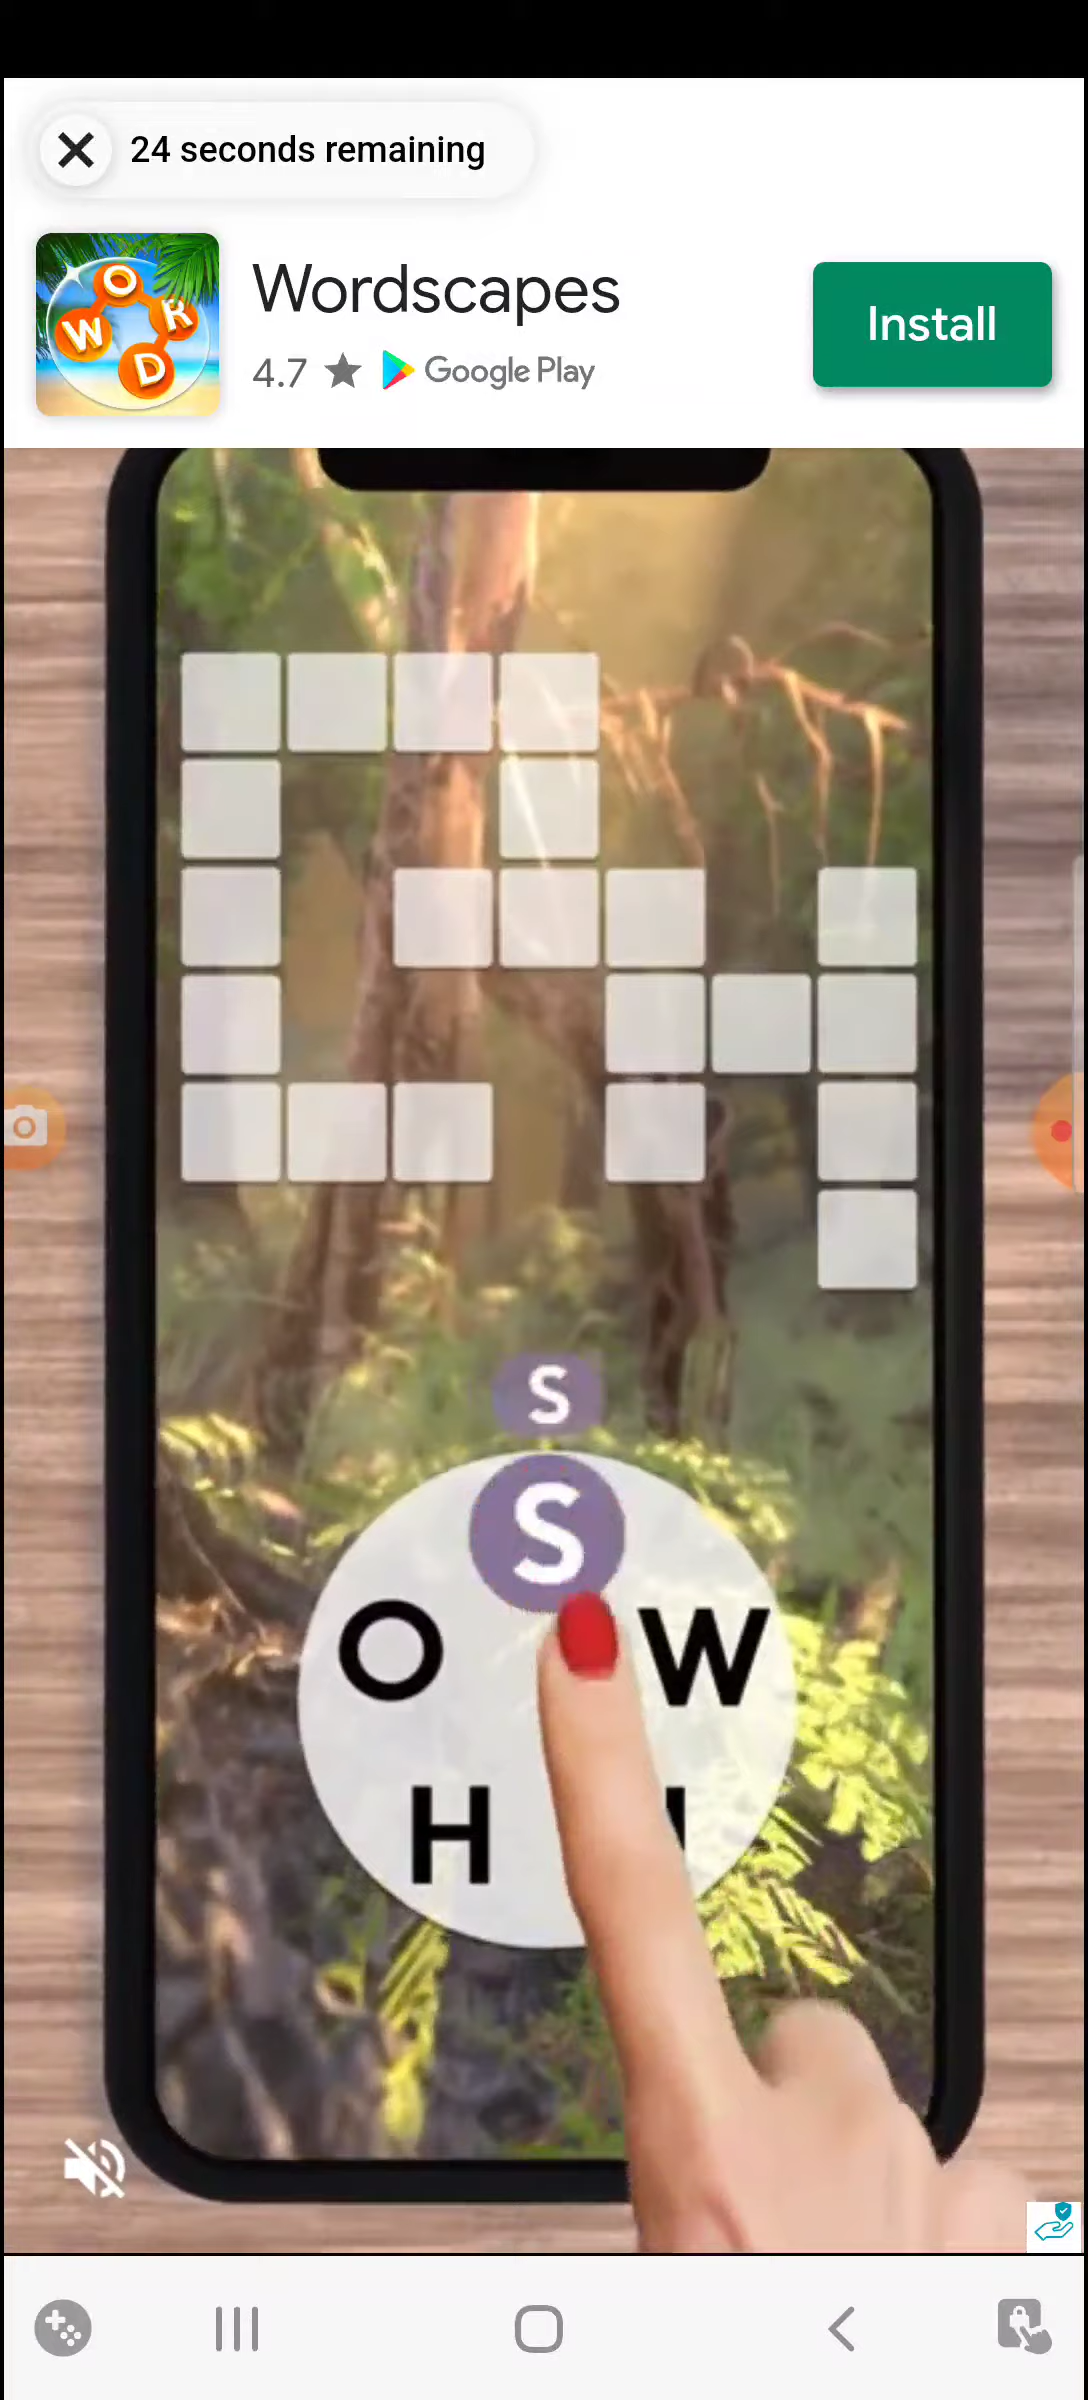 24 seconds remaining
O
W R
D
Wordscapes
4.7 ★ Google Play
Install
S
S
O W
H